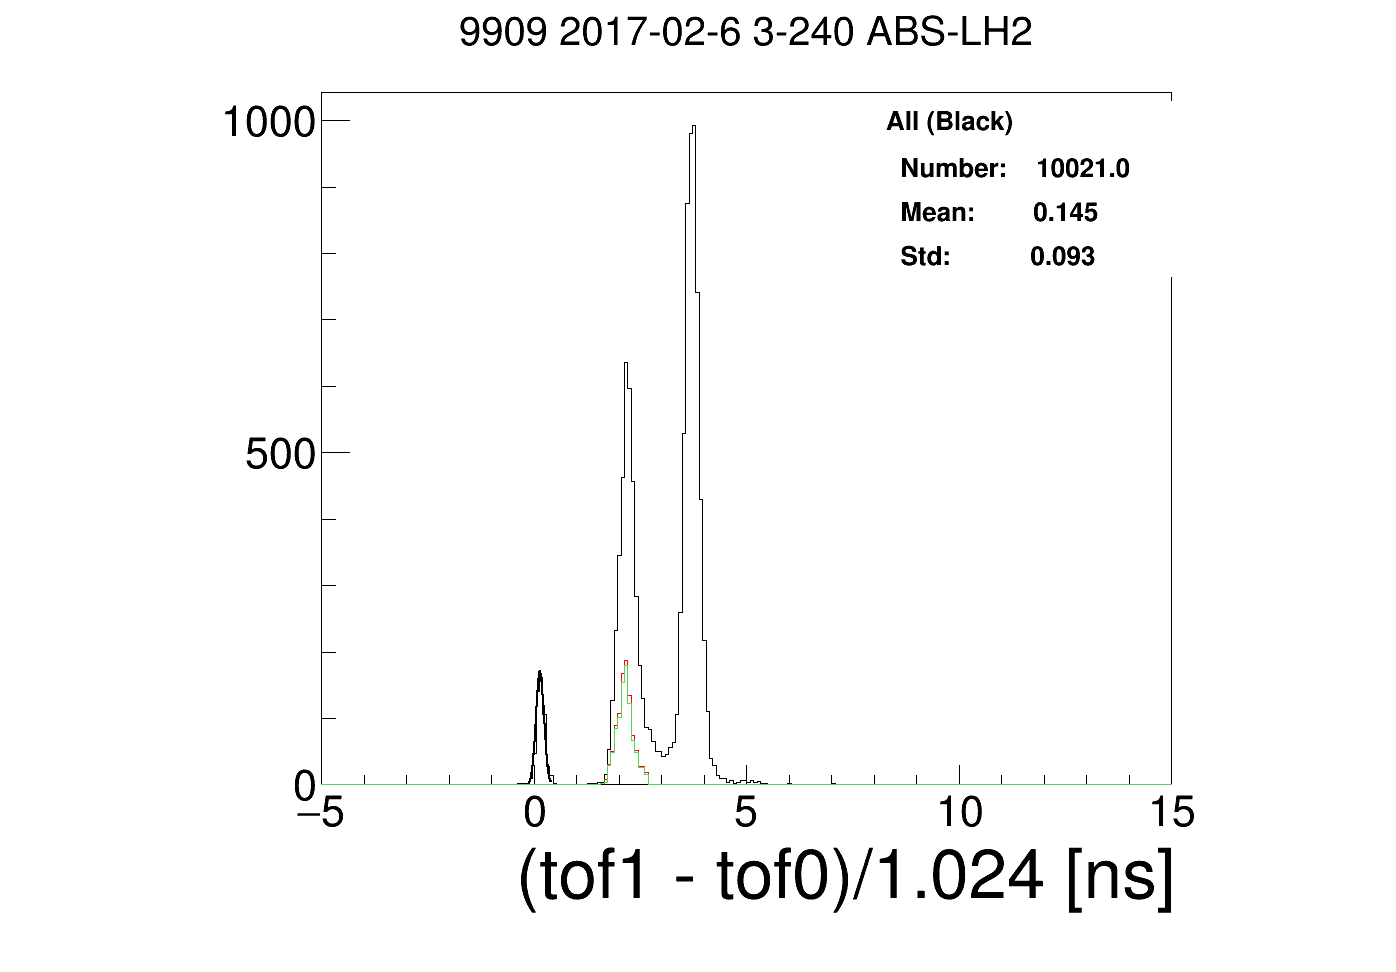 9909 2017-02-6 3-240 ABS-LH2
All (Black)
Number: 10021.0
Mean: 0.145
Std: 0.093
1000
500
0
−5 0 5 10 15
(tof1 - tof0)/1.024 [ns]